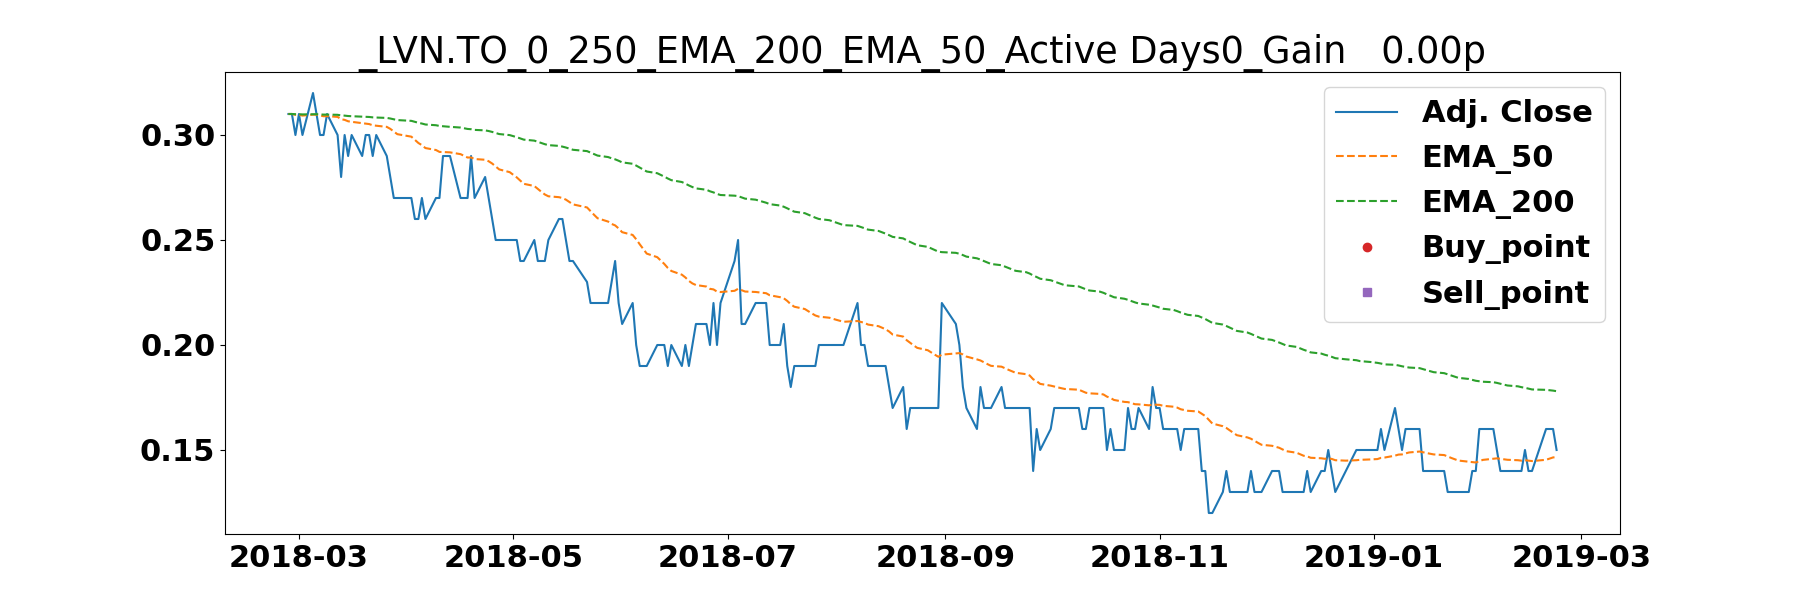 _LVN.TO_0_250_EMA_200_EMA_50_Active Days0_Gain   0.00p
Adj. Close
EMA_50
EMA_200
Buy_point
Sell_point
0.30
0.25
0.20
0.15
2018-03 2018-05 2018-07 2018-09 2018-11 2019-01 2019-03